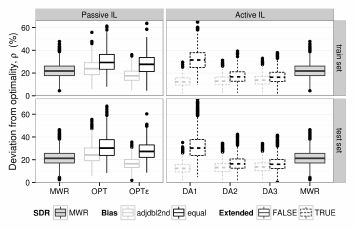 Passive IL Active IL
Deviation from optimality, ρ (%)
60
40
20
0
train set
60
40
20
0
test set
MWR OPT OPTε DA1 DA2 DA3 MWR
SDR MWR Bias adjdbl2nd equal Extended FALSE TRUE